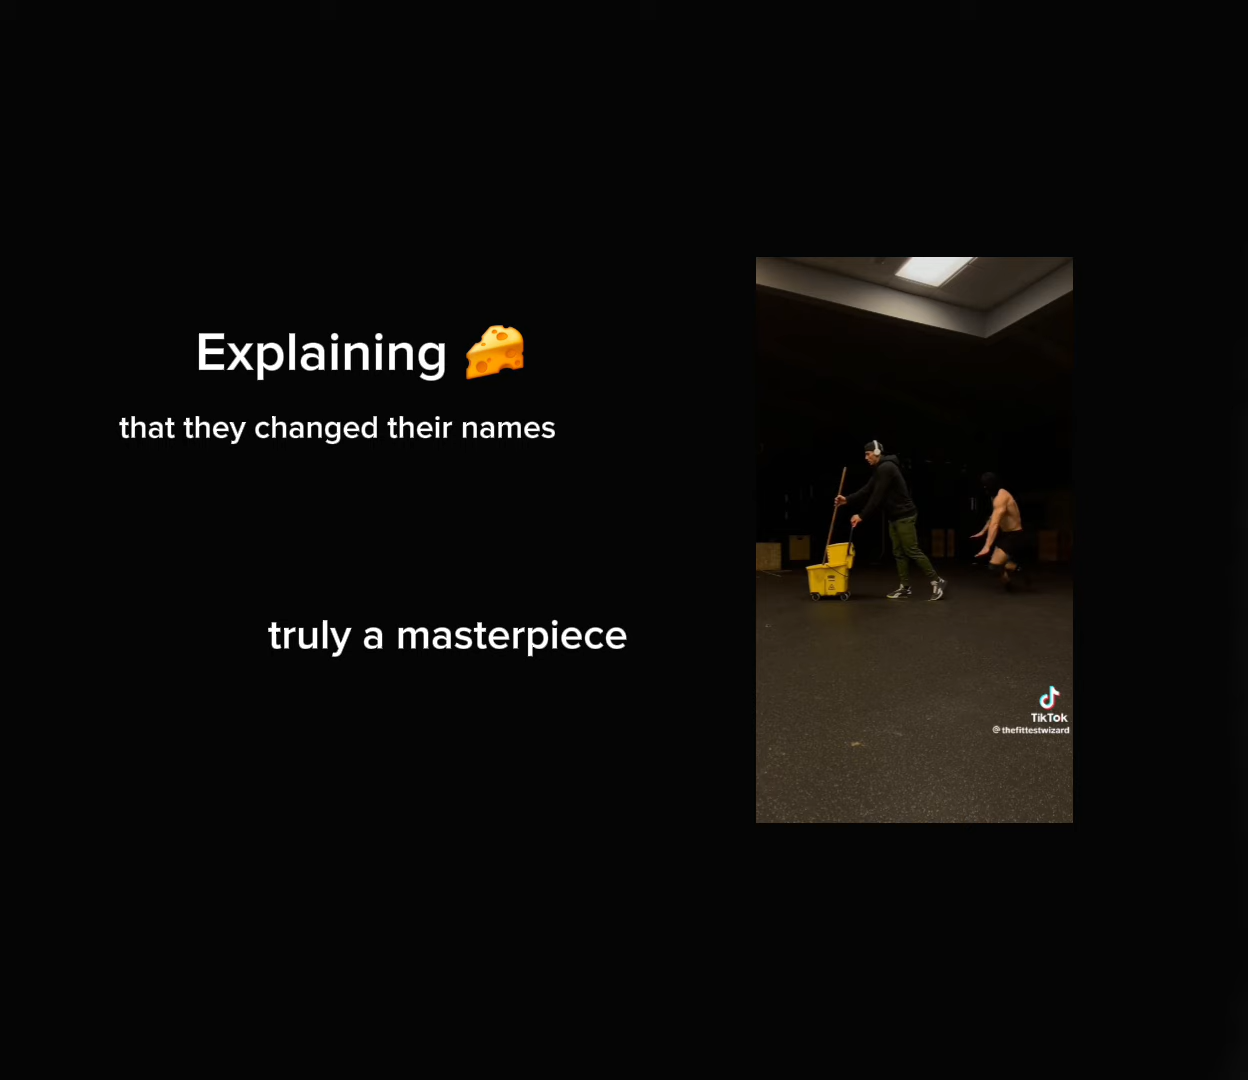 Explaining 🧀
that they changed their names
truly a masterpiece
TikTok
@thefittestwizard